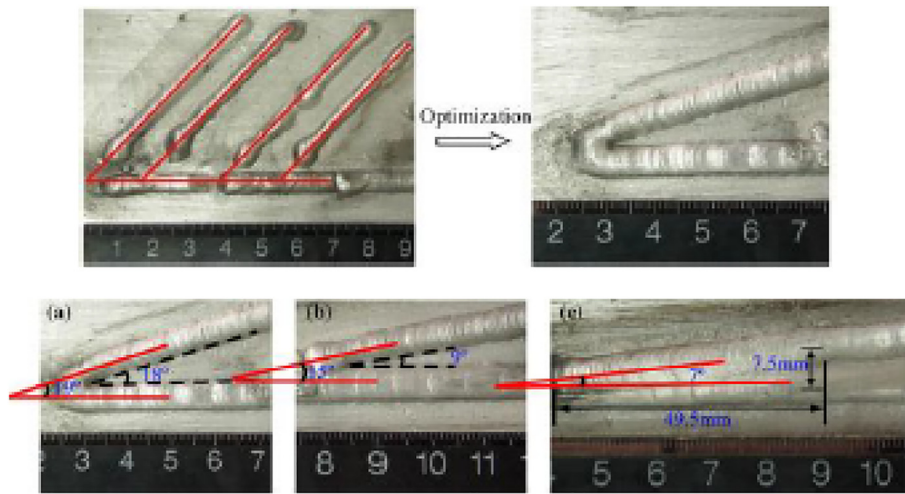 Optimization
1 2 3 4 5 6 7 8 9
2 3 4 5 6 7
(a) (b) (c)
18° 9°
15° 7° 7.5mm
49.5mm
3 4 5 6 7
8 9 10 11
5 6 7 8 9 10